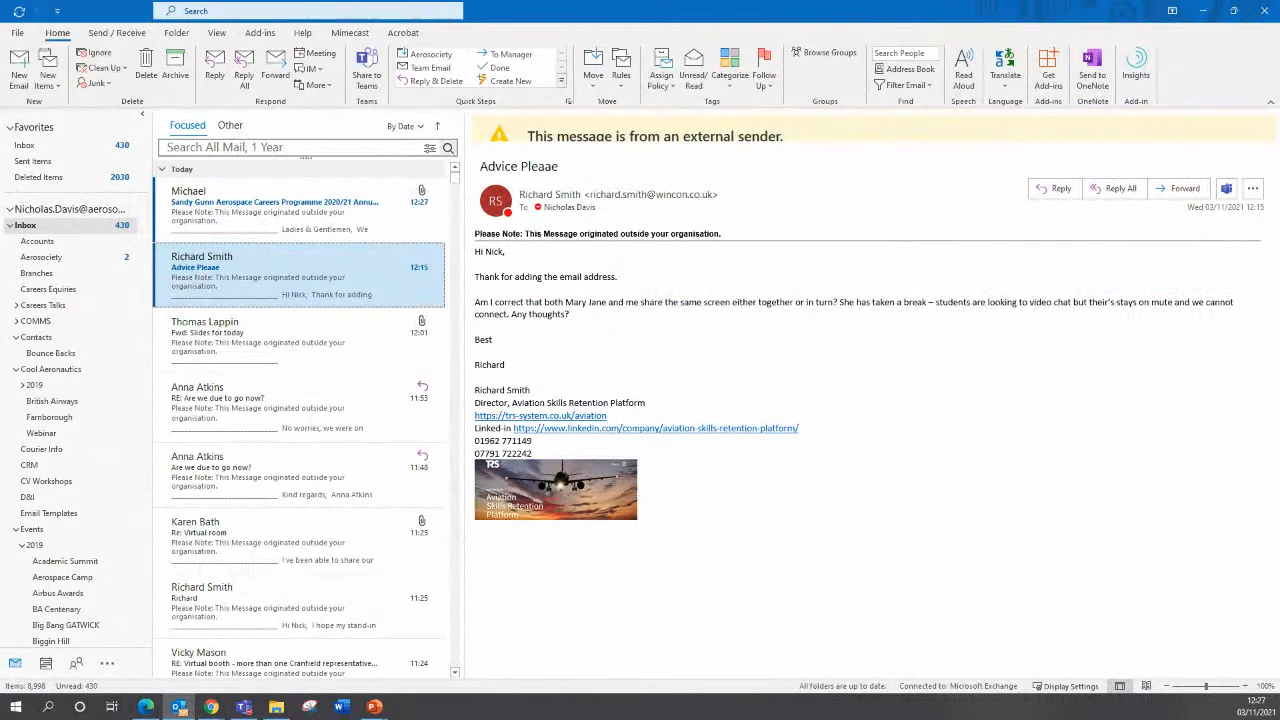 Search
File Home Send / Receive Folder View Add-ins Help Mimecast Acrobat
New Email
New Items
Ignore
Clean Up
Junk
Delete
Archive
Reply
Reply All
Forward
Meeting
IM
More
Share to Teams
Aerosociety
Team Email
Reply & Delete
To Manager
Done
Create New
Move
Rules
Assign Policy
Unread/ Read
Categorize
Follow Up
Browse Groups
Search People
Address Book
Filter Email
Read Aloud
Translate
Get Add-ins
Send to OneNote
Insights
New Delete Respond Teams Quick Steps Move Tags Groups Find Speech Language Add-ins OneNote Add-in
Favorites
Inbox 430
Sent Items
Deleted Items 2030
Nicholas.Davis@aeroso...
Inbox 430
Accounts
Aerosociety 2
Branches
Careers Equiries
Careers Talks
COMMS
Contacts
Bounce Backs
Cool Aeronautics
2019
British Airways
Farnborough
Webinar
Courier Info
CRM
CV Workshops
D&I
Email Templates
Events
2019
Academic Summit
Aerospace Camp
Airbus Awards
BA Centenary
Big Bang GATWICK
Biggin Hill
Focused Other By Date
Search All Mail, 1 Year
Today
Michael
Sandy Gunn Aerospace Careers Programme 2020/21 Annu... 12:27
Please Note: This Message originated outside your
organisation.
Ladies & Gentlemen, We
Richard Smith
Advice Pleaae 12:15
Please Note: This Message originated outside your
organisation.
Hi Nick, Thank for adding
Thomas Lappin
Fwd: Slides for today 12:01
Please Note: This Message originated outside your
organisation.
Anna Atkins
RE: Are we due to go now? 11:53
Please Note: This Message originated outside your
organisation.
No worries, we were on
Anna Atkins
Are we due to go now? 11:48
Please Note: This Message originated outside your
organisation.
Kind regards, Anna Atkins
Karen Bath
Re: Virtual room 11:25
Please Note: This Message originated outside your
organisation.
I've been able to share our
Richard Smith
Richard 11:25
Please Note: This Message originated outside your
organisation.
Hi Nick, I hope my stand-in
Vicky Mason
RE: Virtual booth - more than one Cranfield representative... 11:24
Please Note: This Message originated outside your
This message is from an external sender.
Advice Pleaae
RS
Richard Smith <richard.smith@wincon.co.uk>
To Nicholas Davis
Reply Reply All Forward
Wed 03/11/2021 12:15
Please Note: This Message originated outside your organisation.
Hi Nick,
Thank for adding the email address.
Am I correct that both Mary Jane and me share the same screen either together or in turn? She has taken a break – students are looking to video chat but their's stays on mute and we cannot
connect. Any thoughts?
Best
Richard
Richard Smith
Director, Aviation Skills Retention Platform
https://trs-system.co.uk/aviation
Linked-in https://www.linkedin.com/company/aviation-skills-retention-platform/
01962 771149
07791 722242
TRS
Aviation
Skills Retention
Platform
Items: 8,998 Unread: 430 All folders are up to date. Connected to: Microsoft Exchange Display Settings 100%
12:27
03/11/2021